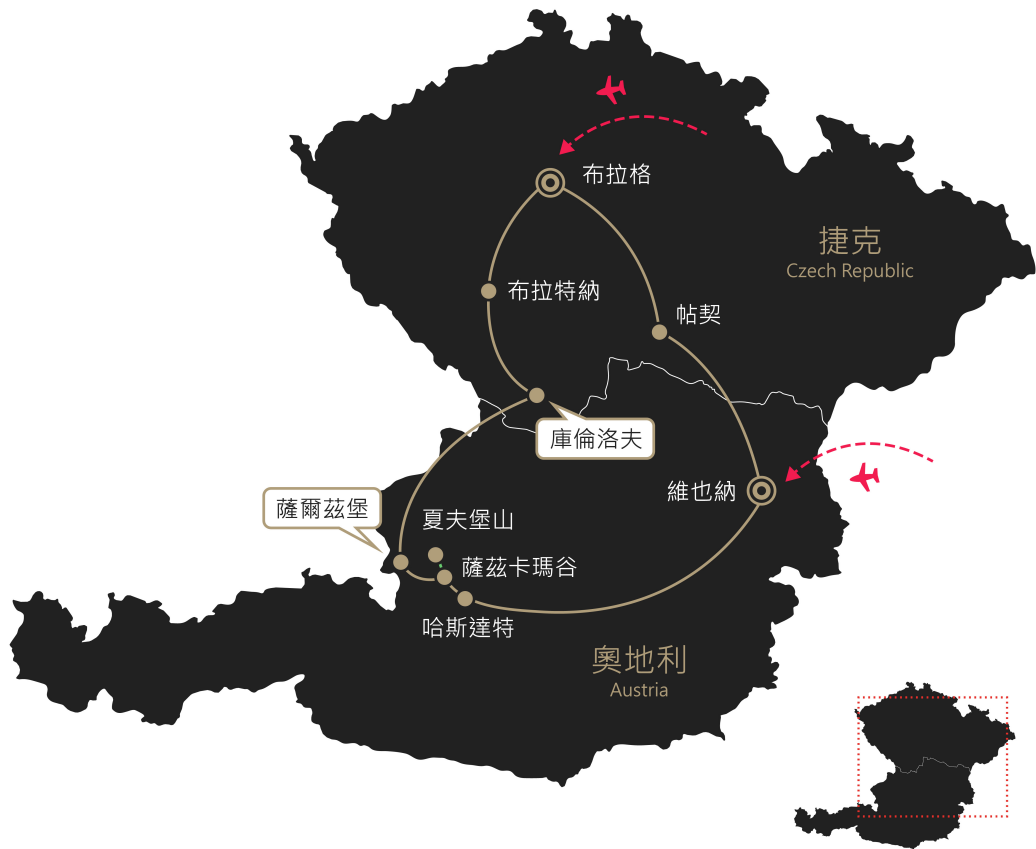 布拉格
捷克
Czech Republic
布拉特納
帖契
庫倫洛夫
維也納
薩爾茲堡
夏夫堡山
薩茲卡瑪谷
哈斯達特
奧地利
Austria